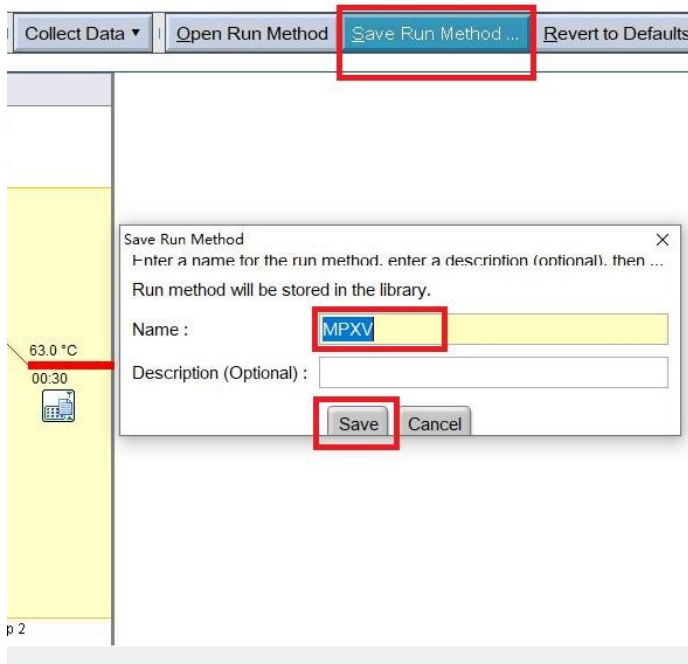 Collect Data ▼ Open Run Method Save Run Method ... Revert to Defaults
Save Run Method
Enter a name for the run method, enter a description (optional), then ...
Run method will be stored in the library.
Name : MPXV
63.0 °C
Description (Optional) :
00:30
Save Cancel
p 2